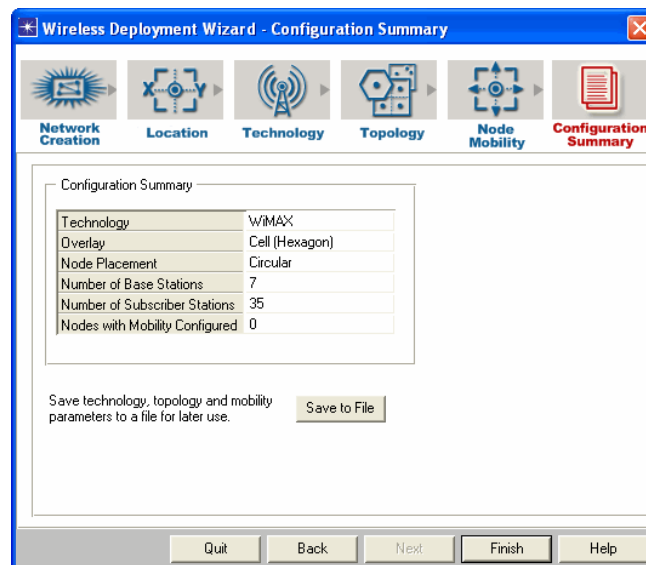 Wireless Deployment Wizard - Configuration Summary
X
Y
Network
Creation
Location
Technology
Topology
Node
Mobility
Configuration
Summary
Configuration Summary
Technology WiMAX
Overlay Cell (Hexagon)
Node Placement Circular
Number of Base Stations 7
Number of Subscriber Stations 35
Nodes with Mobility Configured 0
Save technology, topology and mobility
parameters to a file for later use.
Save to File
Quit Back Next Finish Help